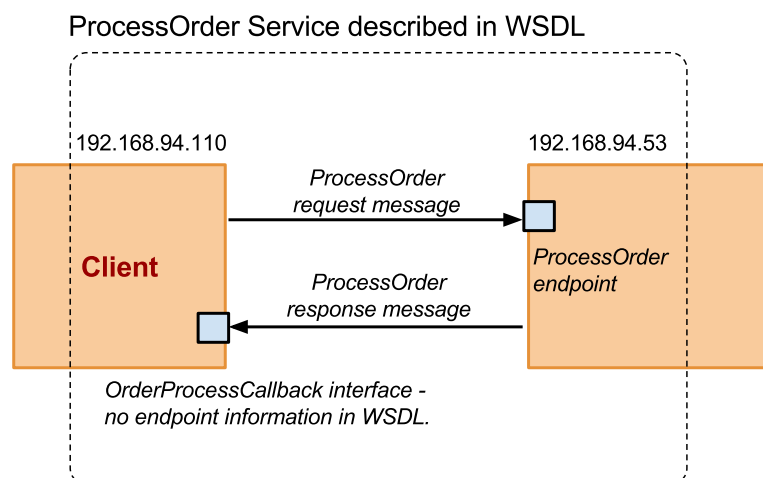 ProcessOrder Service described in WSDL
192.168.94.110
192.168.94.53
ProcessOrder
request message
Client
ProcessOrder
endpoint
ProcessOrder
response message
OrderProcessCallback interface -
no endpoint information in WSDL.